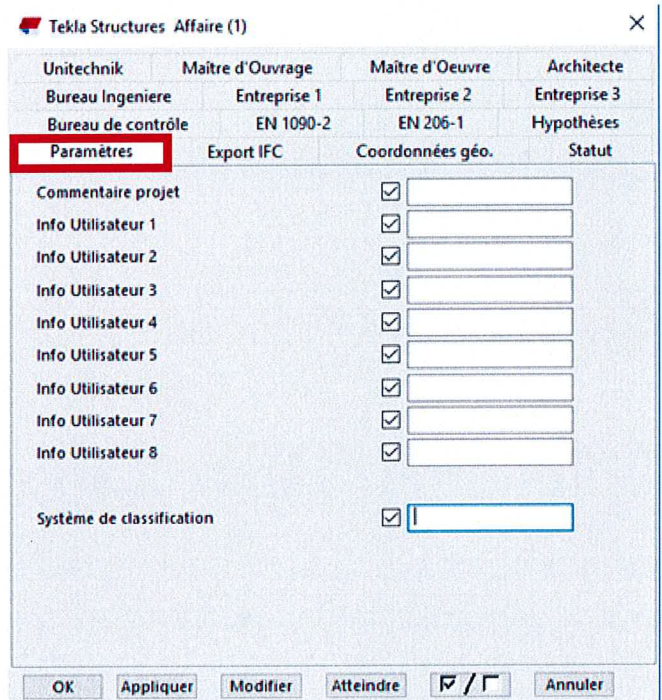 Tekla Structures Affaire (1)
Unitechnik Maître d'Ouvrage Maître d'Oeuvre Architecte
Bureau Ingeniere Entreprise 1 Entreprise 2 Entreprise 3
Bureau de contrôle EN 1090-2 EN 206-1 Hypothèses
Paramètres Export IFC Coordonnées géo. Statut
Commentaire projet
Info Utilisateur 1
Info Utilisateur 2
Info Utilisateur 3
Info Utilisateur 4
Info Utilisateur 5
Info Utilisateur 6
Info Utilisateur 7
Info Utilisateur 8
Système de classification
OK Appliquer Modifier Atteindre / Annuler